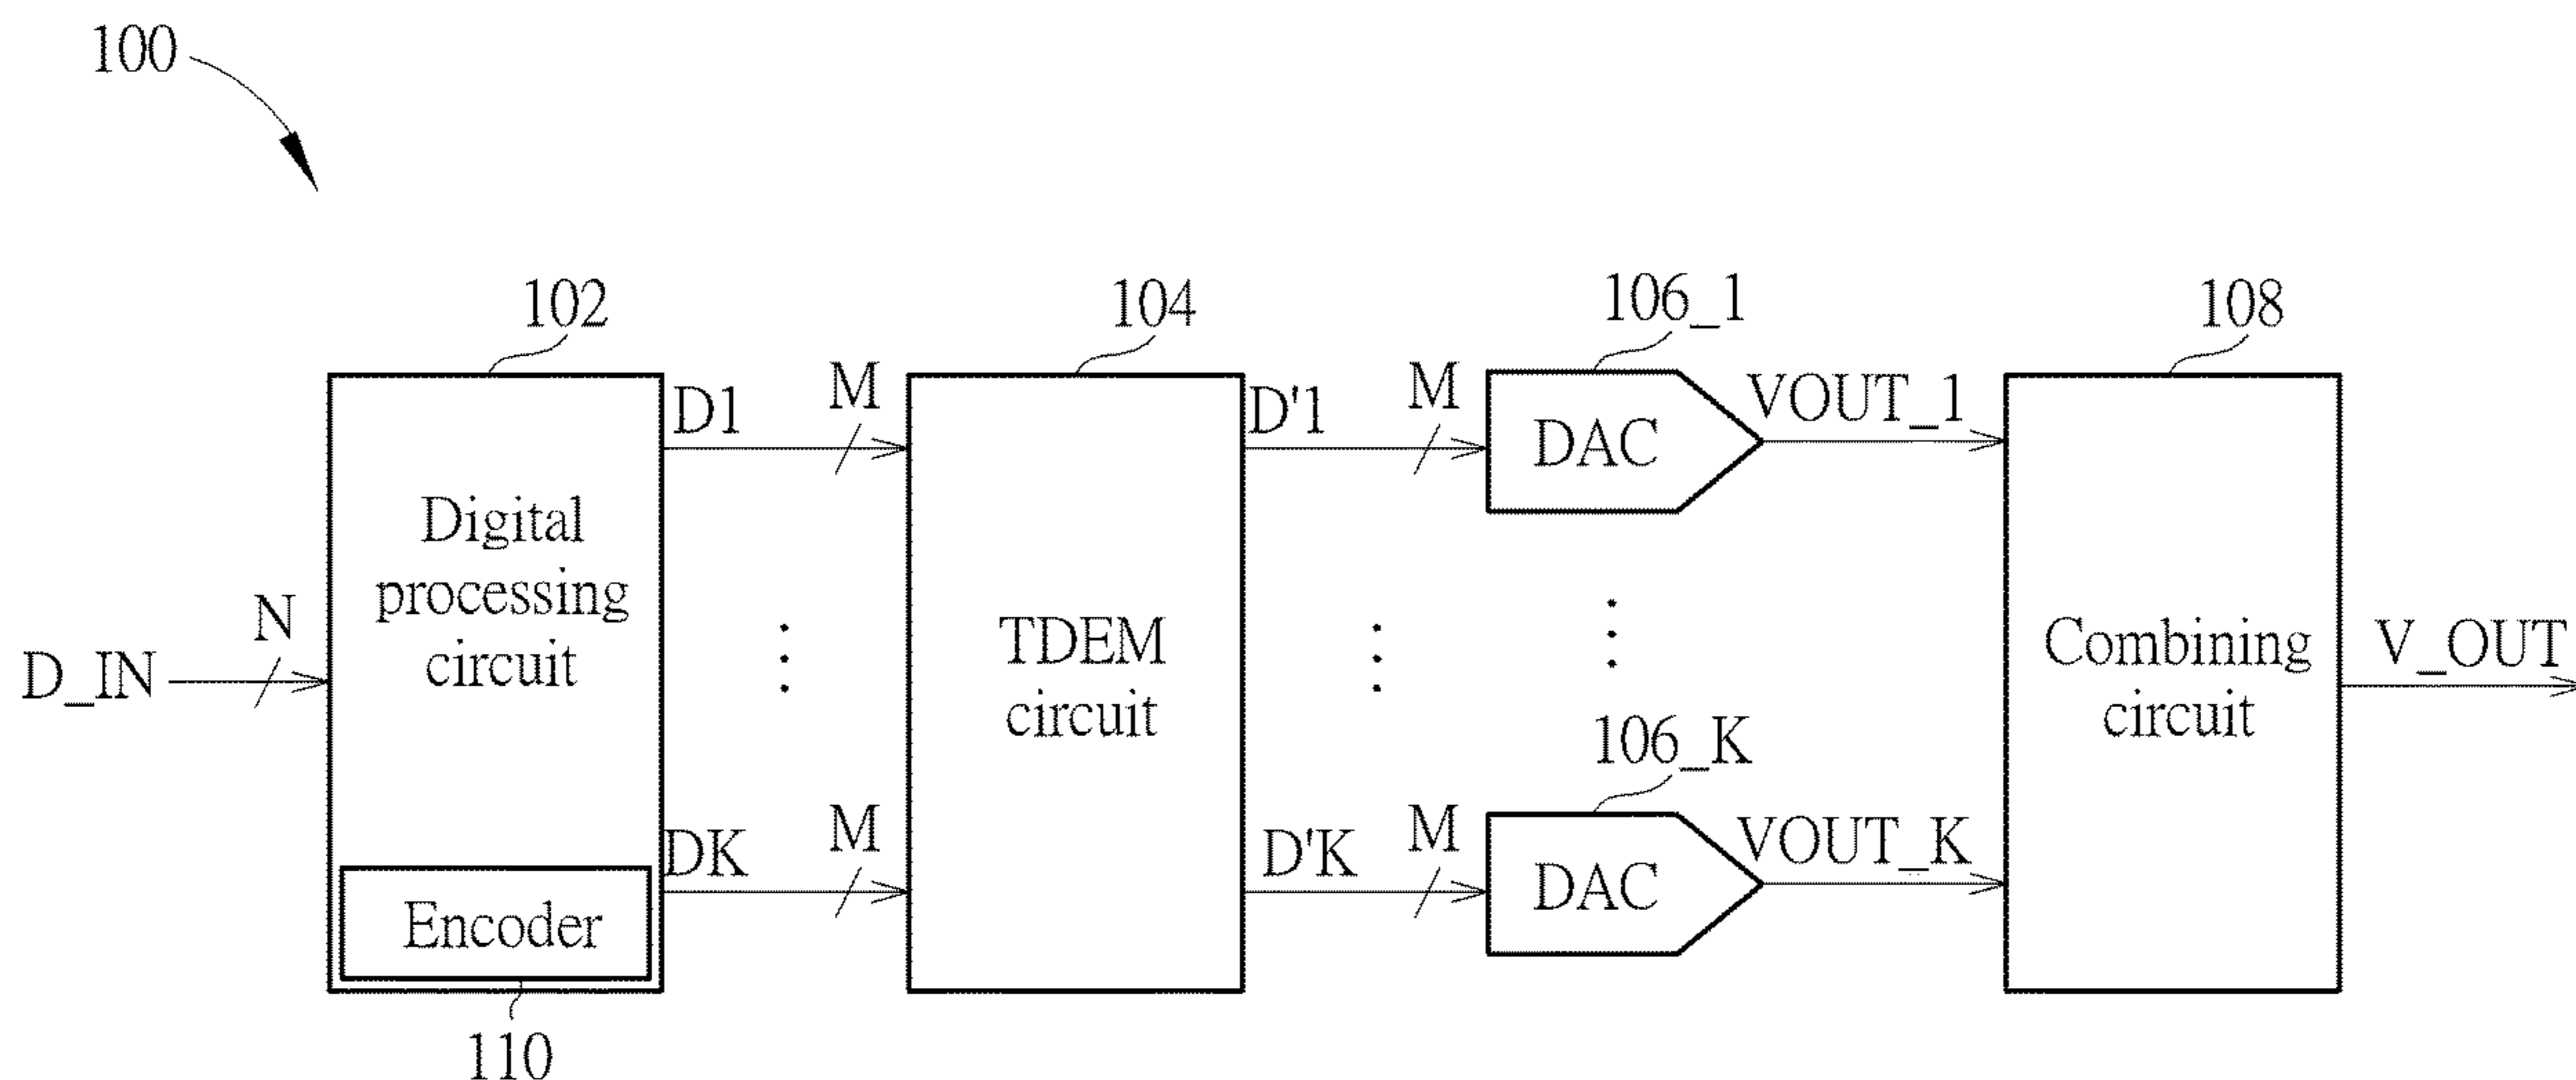 100
102
104
106_1
108
D1
M
D'1
M
DAC
VOUT_1
Digital
processing
circuit
N
D_IN
TDEM
circuit
Combining
circuit
V_OUT
106_K
DK
M
D'K
M
DAC
VOUT_K
Encoder
110